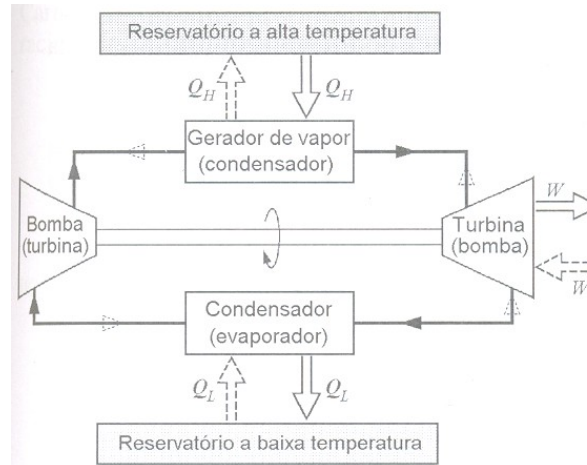 Reservatório a alta temperatura
Q_H
Q_H
Gerador de vapor
(condensador)
Bomba
(turbina)
Turbina
(bomba)
W
W
Condensador
(evaporador)
Q_L
Q_L
Reservatório a baixa temperatura